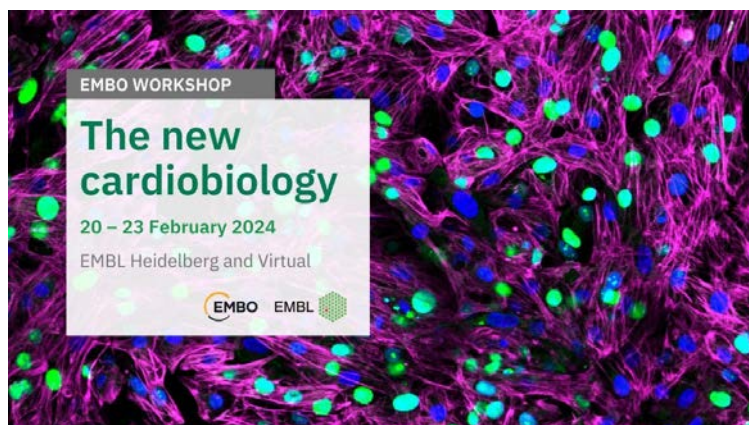 EMBO WORKSHOP
The new
cardiobiology
20 – 23 February 2024
EMBL Heidelberg and Virtual
EMBO EMBL